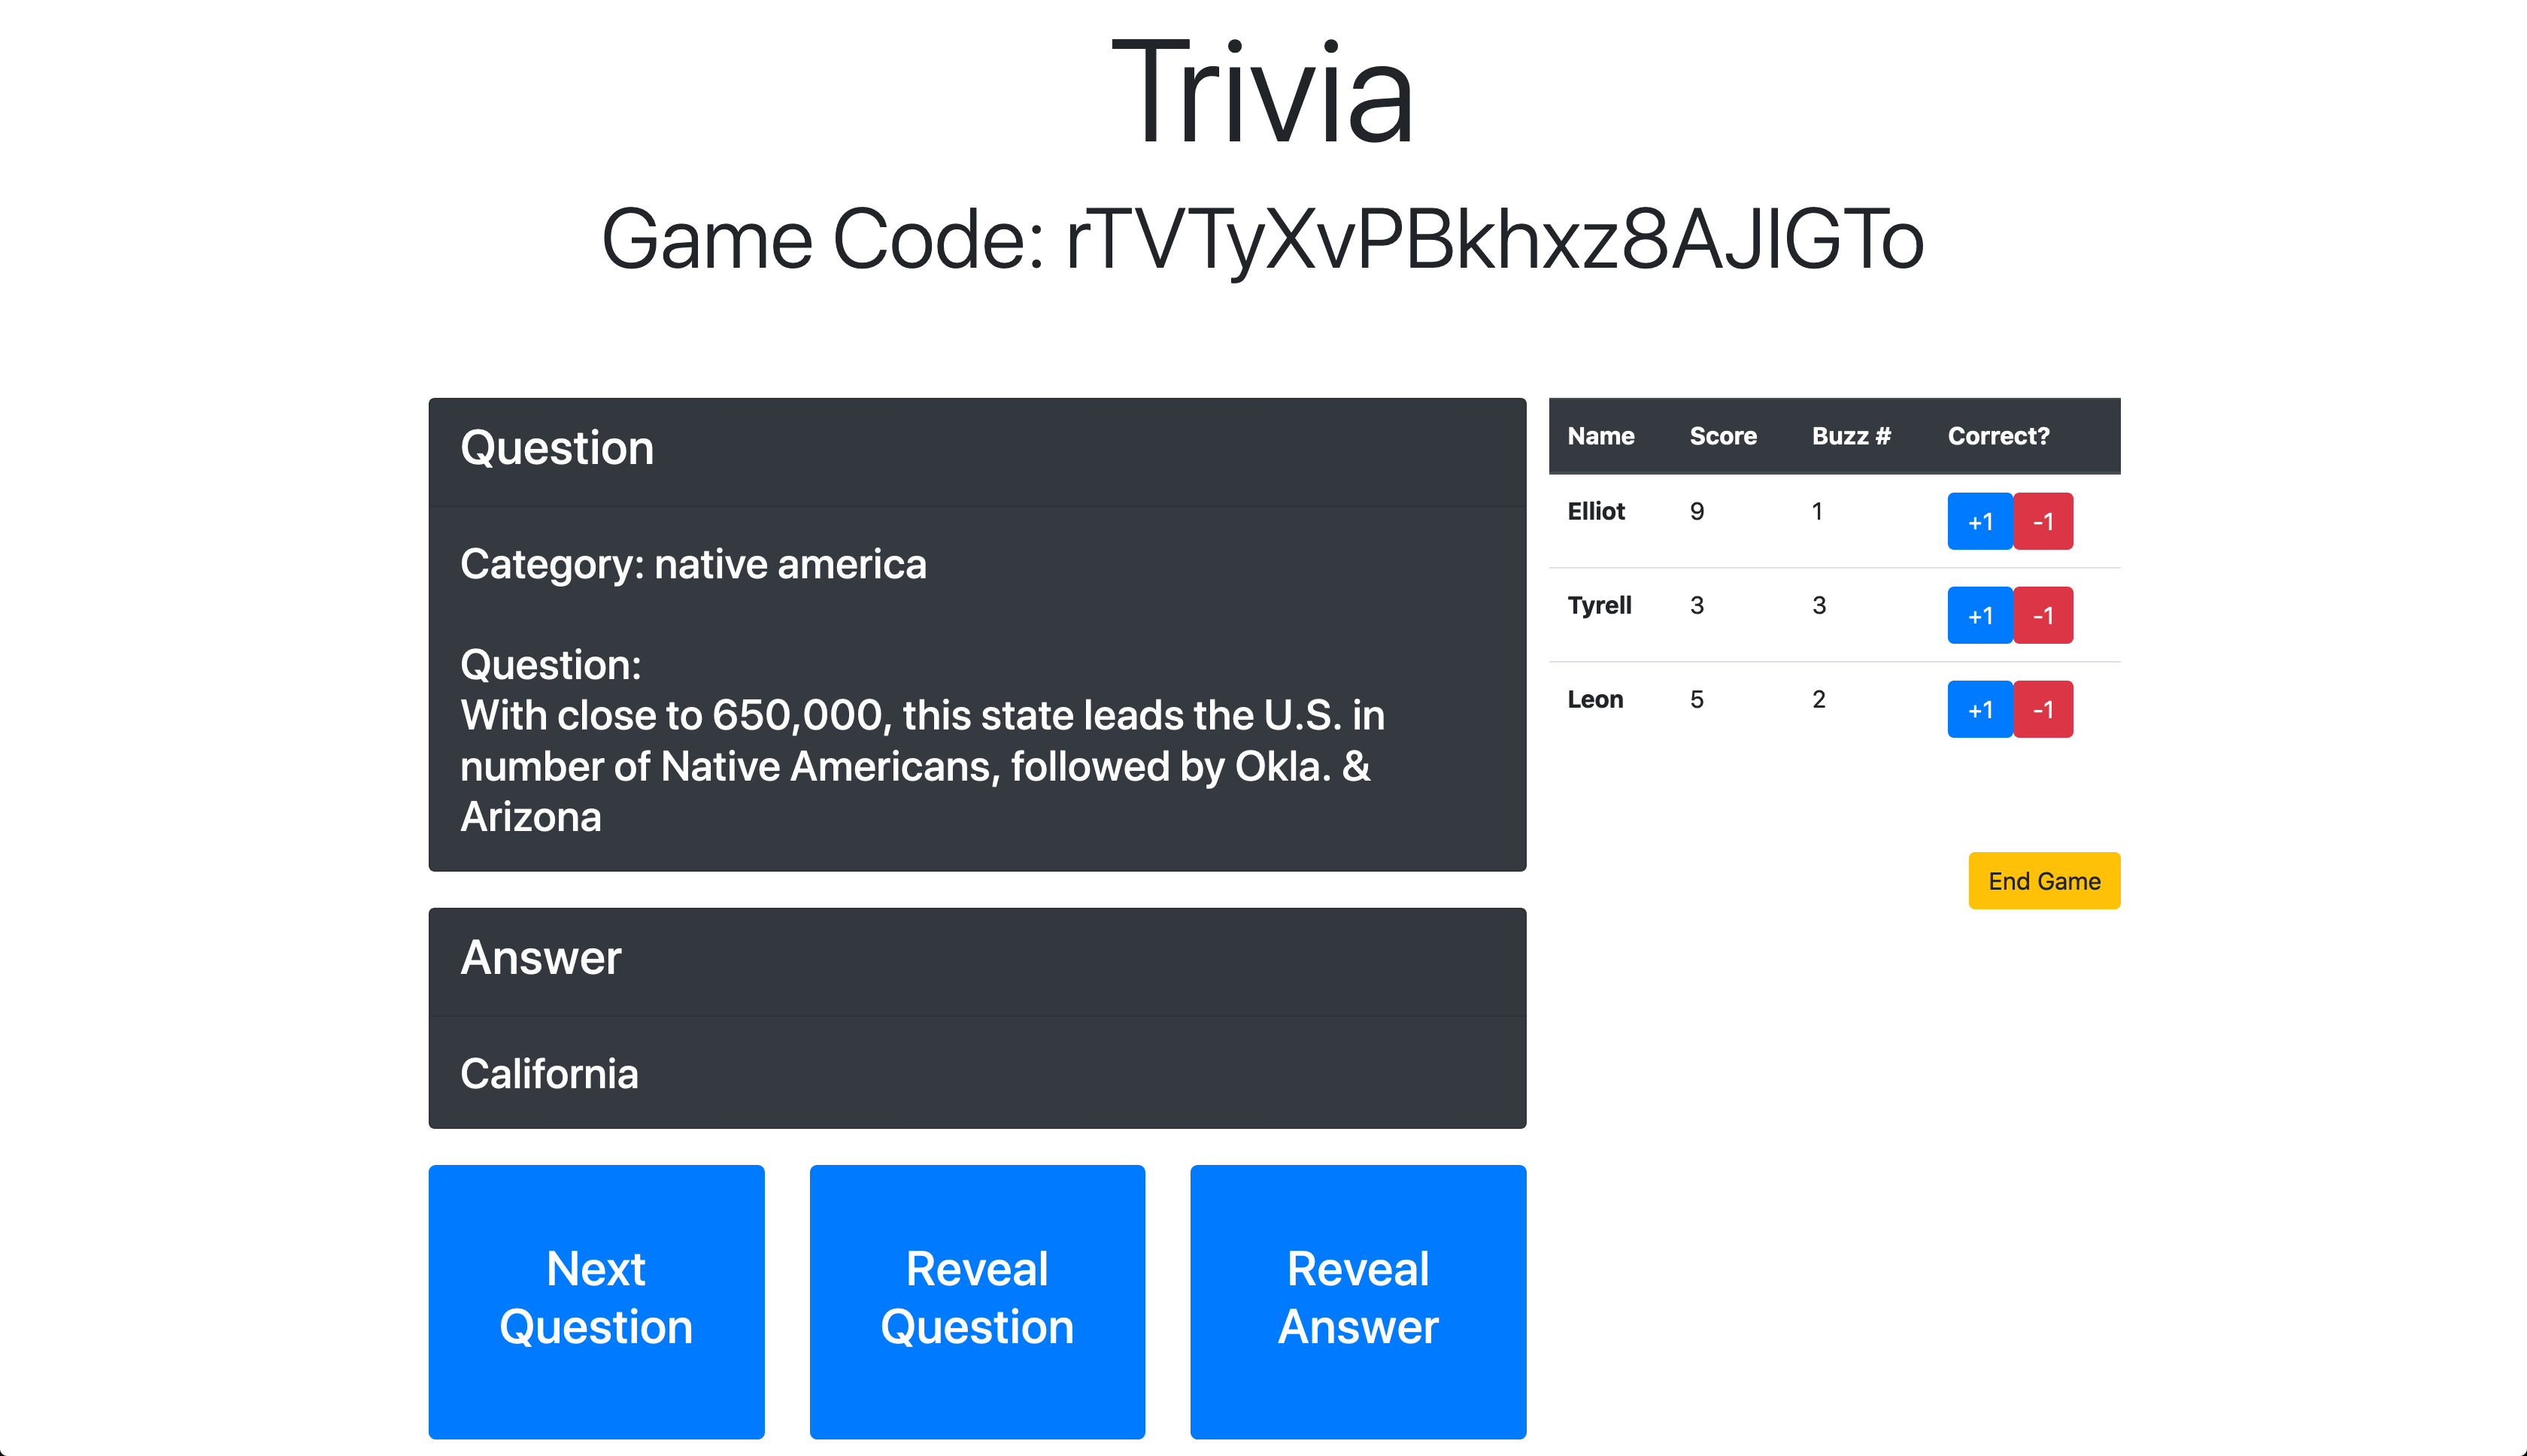 Trivia
Game Code: rTVTyXvPBkhxz8AJIGTo
Question
Category: native america
Question:
With close to 650,000, this state leads the U.S. in
number of Native Americans, followed by Okla. &
Arizona
Answer
California
Next
Question
Reveal
Question
Reveal
Answer
Name Score Buzz # Correct?
Elliot 9 1 +1 -1
Tyrell 3 3 +1 -1
Leon 5 2 +1 -1
End Game